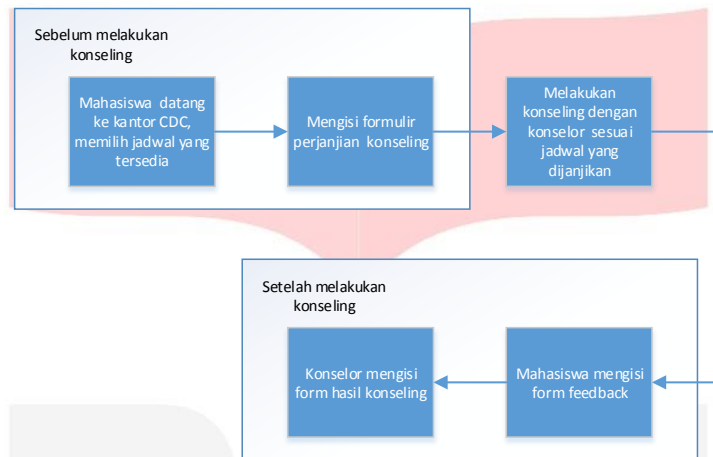 Sebelum melakukan
konseling
Mahasiswa datang
ke kantor CDC,
memilih jadwal yang
tersedia
Mengisi formulir
perjanjian konseling
Melakukan
konseling dengan
konselor sesuai
jadwal yang
dijanjikan
Setelah melakukan
konseling
Konselor mengisi
form hasil konseling
Mahasiswa mengisi
form feedback